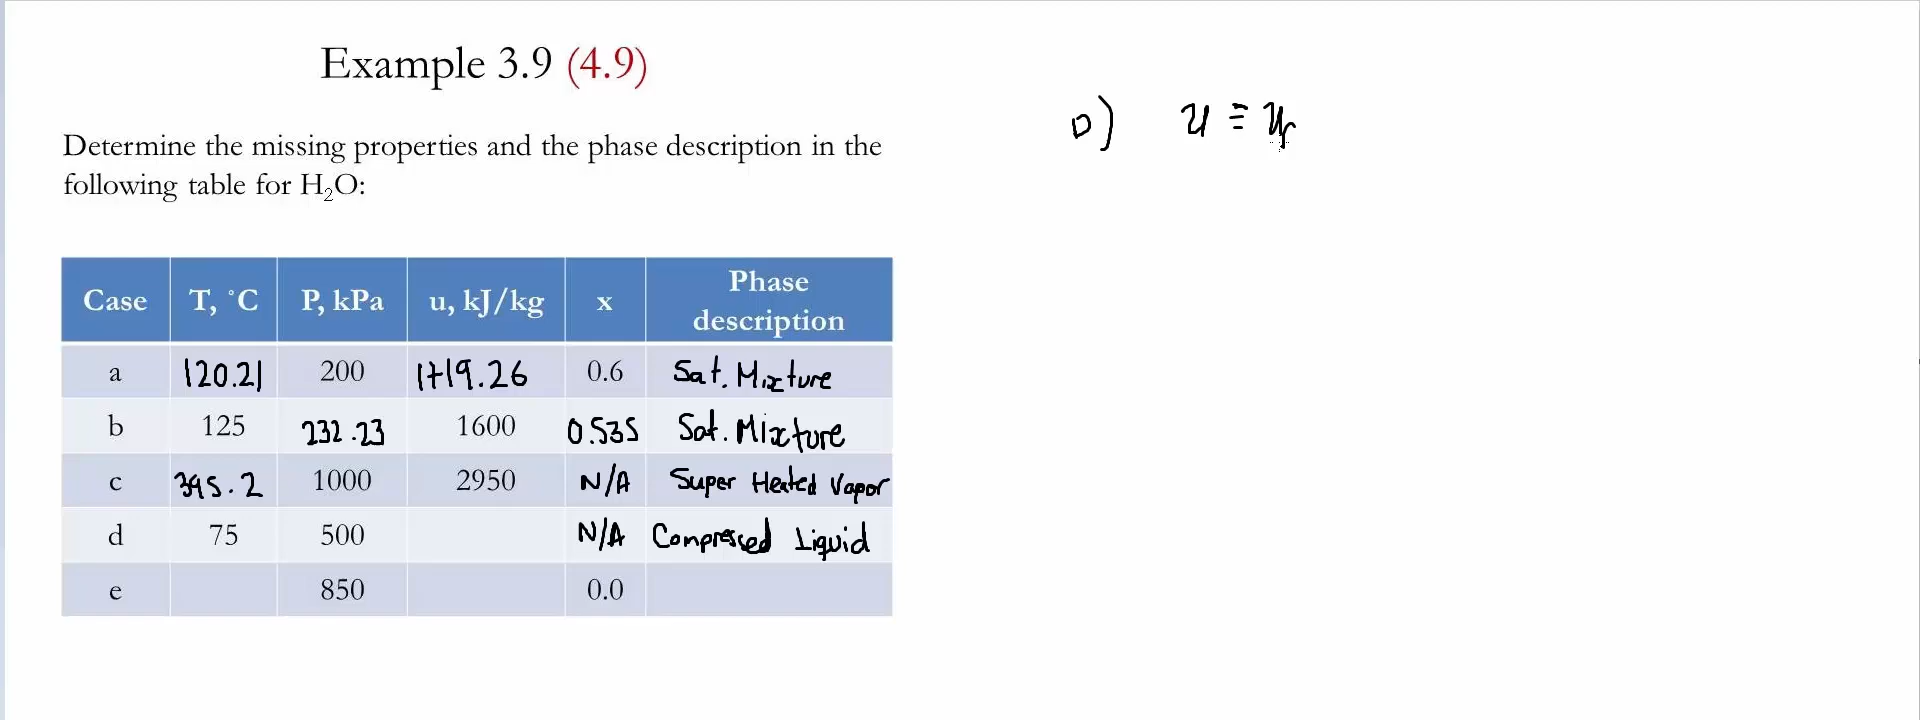 Example 3.9 (4.9)
D) u ≡ uf
Determine the missing properties and the phase description in the
following table for H₂O:
Case T, °C P, kPa u, kJ/kg x Phase description
a 120.21 200 1719.26 0.6 Sat. Mixture
b 125 232.23 1600 0.535 Sat. Mixture
c 395.2 1000 2950 N/A Super Heated Vapor
d 75 500 N/A Compressed Liquid
e 850 0.0